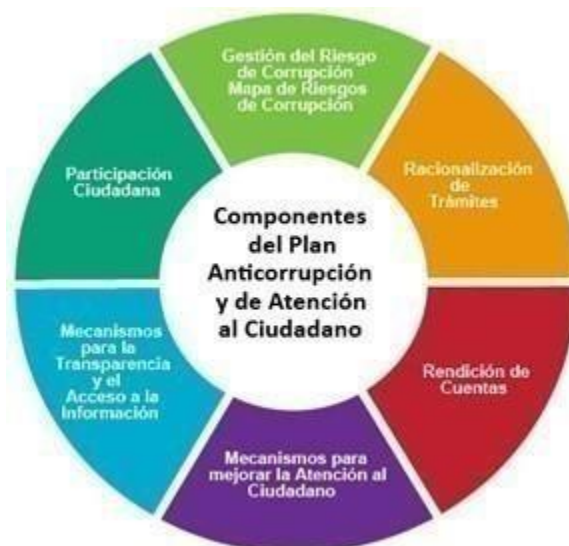 Gestión del Riesgo
de Corrupción
Mapa de Riesgos
de Corrupción
Racionalización
de
Trámites
Rendición de
Cuentas
Mecanismos para
mejorar la Atención al
Ciudadano
Mecanismos
para la
Transparencia
y el
Acceso a la
Información
Participación
Ciudadana
Componentes
del Plan
Anticorrupción
y de Atención
al Ciudadano